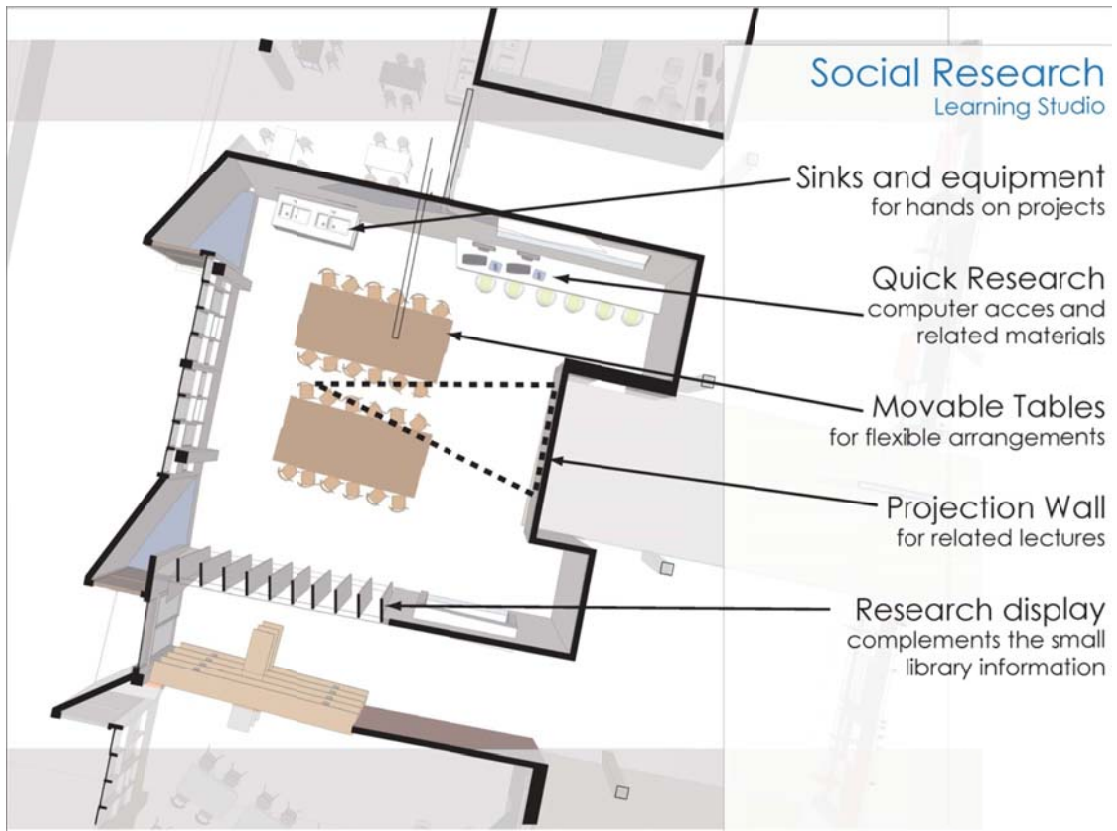 Social Research
Learning Studio
Sinks and equipment
for hands on projects
Quick Research
computer acces and
related materials
Movable Tables
for flexible arrangements
Projection Wall
for related lectures
Research display
complements the small
library information